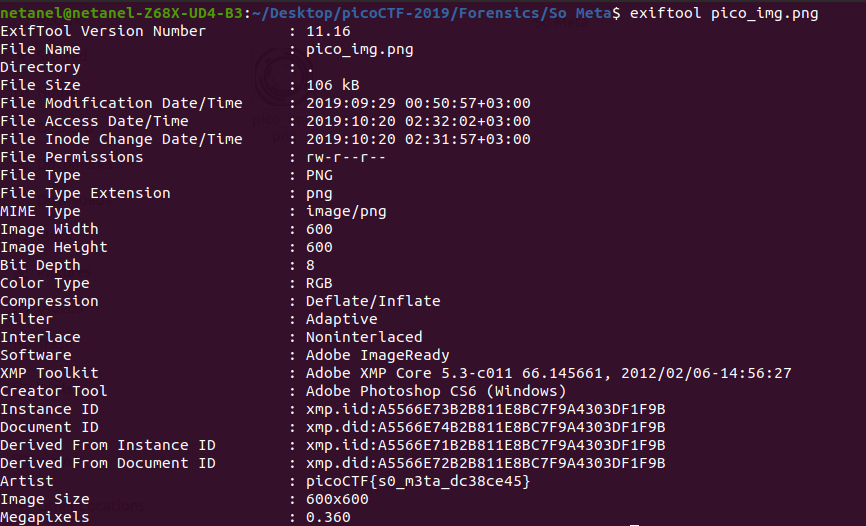 netanel@netanel-Z68X-UD4-B3:~/Desktop/picoCTF-2019/Forensics/So Meta$ exiftool pico_img.png
ExifTool Version Number : 11.16
File Name : pico_img.png
Directory : .
File Size : 106 kB
File Modification Date/Time : 2019:09:29 00:50:57+03:00
File Access Date/Time : 2019:10:20 02:32:02+03:00
File Inode Change Date/Time : 2019:10:20 02:31:57+03:00
File Permissions : rw-r--r--
File Type : PNG
File Type Extension : png
MIME Type : image/png
Image Width : 600
Image Height : 600
Bit Depth : 8
Color Type : RGB
Compression : Deflate/Inflate
Filter : Adaptive
Interlace : Noninterlaced
Software : Adobe ImageReady
XMP Toolkit : Adobe XMP Core 5.3-c011 66.145661, 2012/02/06-14:56:27
Creator Tool : Adobe Photoshop CS6 (Windows)
Instance ID : xmp.iid:A5566E73B2B811E8BC7F9A4303DF1F9B
Document ID : xmp.did:A5566E74B2B811E8BC7F9A4303DF1F9B
Derived From Instance ID : xmp.iid:A5566E71B2B811E8BC7F9A4303DF1F9B
Derived From Document ID : xmp.did:A5566E72B2B811E8BC7F9A4303DF1F9B
Artist : picoCTF{s0_m3ta_dc38ce45}
Image Size : 600x600
Megapixels : 0.360